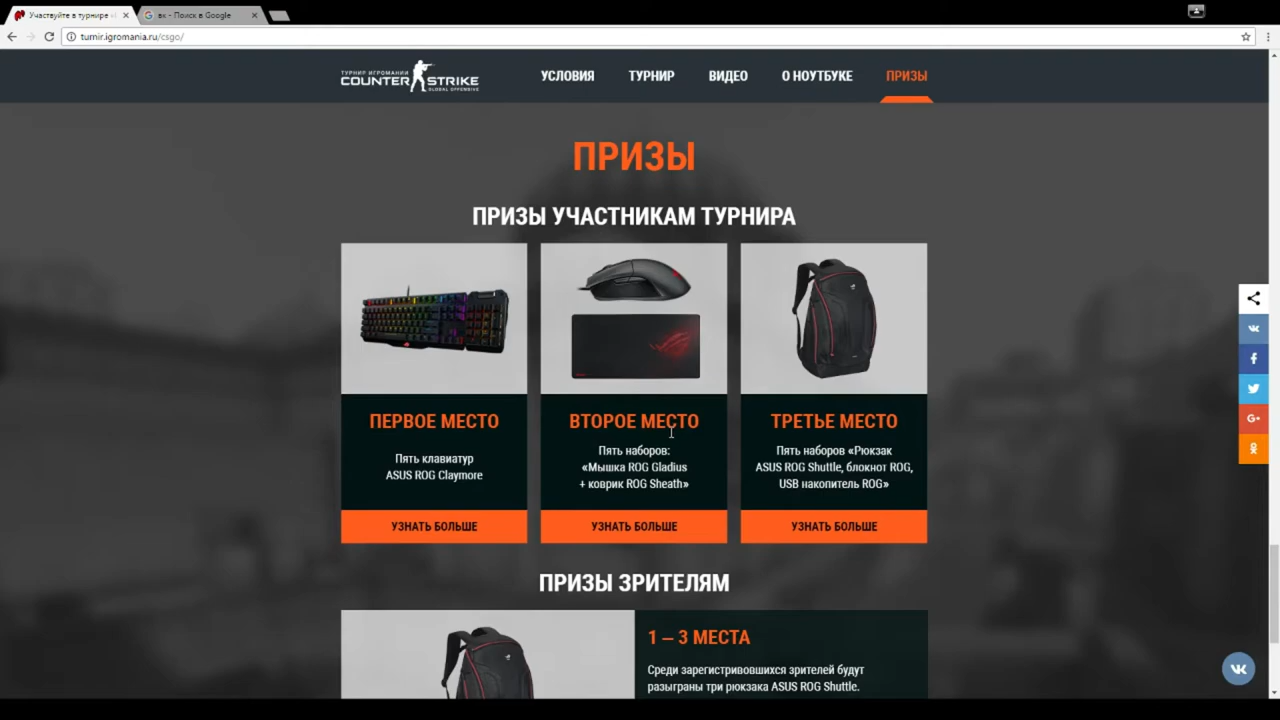 Участвуйте в турнире «
вк - Поиск в Google
turnir.igromania.ru/csgo/
ТУРНИР ИГРОМАНИИ
COUNTER STRIKE
GLOBAL OFFENSIVE
УСЛОВИЯ
ТУРНИР
ВИДЕО
О НОУТБУКЕ
ПРИЗЫ
ПРИЗЫ
ПРИЗЫ УЧАСТНИКАМ ТУРНИРА
ПЕРВОЕ МЕСТО
Пять клавиатур
ASUS ROG Claymore
УЗНАТЬ БОЛЬШЕ
ВТОРОЕ МЕСТО
Пять наборов:
«Мышка ROG Gladius
+ коврик ROG Sheath»
УЗНАТЬ БОЛЬШЕ
ТРЕТЬЕ МЕСТО
Пять наборов «Рюкзак
ASUS ROG Shuttle, блокнот ROG,
USB накопитель ROG»
УЗНАТЬ БОЛЬШЕ
ПРИЗЫ ЗРИТЕЛЯМ
1 – 3 МЕСТА
Среди зарегистрировавшихся зрителей будут
разыграны три рюкзака ASUS ROG Shuttle.